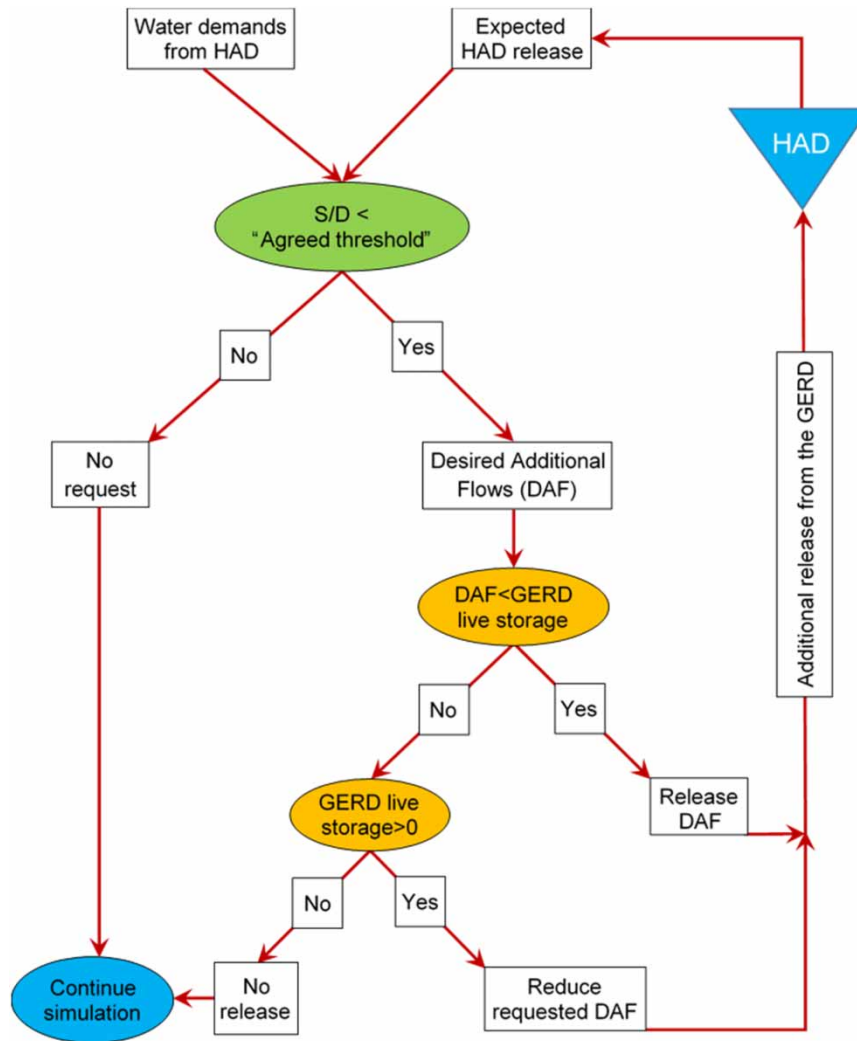 Water demands
from HAD
Expected
HAD release
HAD
S/D <
“Agreed threshold”
No
Yes
No
request
Desired Additional
Flows (DAF)
Additional release from the GERD
DAF<GERD
live storage
No
Yes
GERD live
storage>0
Release
DAF
No
Yes
Continue
simulation
No
release
Reduce
requested DAF